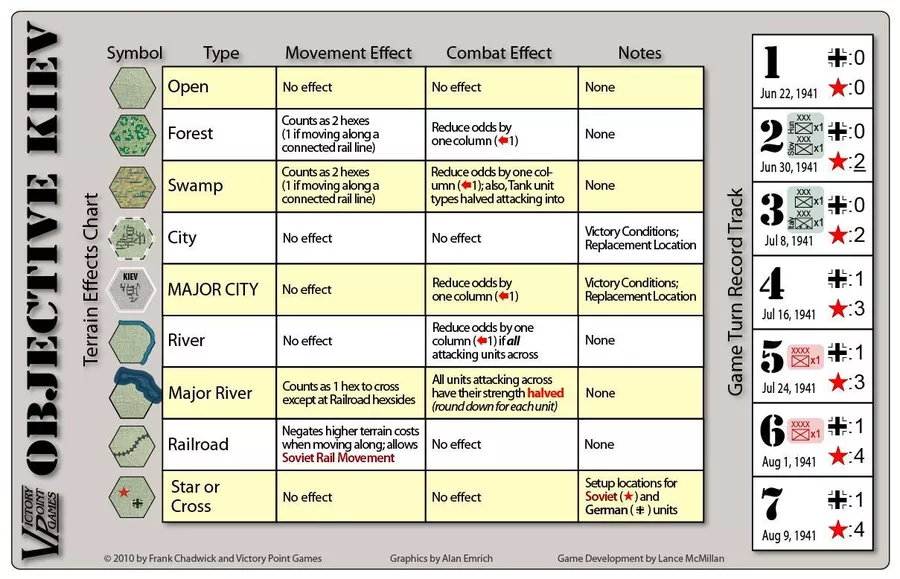 OBJECTIVE KIEV
VICTORY
POINT
GAMES
Terrain Effects Chart
Symbol Type Movement Effect Combat Effect Notes
Open No effect No effect None
Forest
Counts as 2 hexes
(1 if moving along a
connected rail line)
Reduce odds by
one column (1)
None
Swamp
Counts as 2 hexes
(1 if moving along a
connected rail line)
Reduce odds by one col-
umn (1); also, Tank unit
types halved attacking into
None
City
No effect
No effect
Victory Conditions;
Replacement Location
KIEV
MAJOR CITY
No effect
Reduce odds by
one column (1)
Victory Conditions;
Replacement Location
River
No effect
Reduce odds by one
column (1) if all
attacking units across
None
Major River
Counts as 1 hex to cross
except at Railroad hexsides
All units attacking across
have their strength halved
(round down for each unit)
None
Railroad
Negates higher terrain costs
when moving along; allows
Soviet Rail Movement
No effect
None
Star or
Cross
No effect
No effect
Setup locations for
Soviet (★) and
German (✙) units
Game Turn Record Track
1 :0
Jun 22, 1941 ★:0
2 Hun XXX x1 :0
Slov XXX x1
Jun 30, 1941 ★:2
3 XXX x1 :0
Italy XXX x1
Jul 8, 1941 ★:2
4 :1
Jul 16, 1941 ★:3
5 XXXX x1 :1
Jul 24, 1941 ★:3
6 XXXX x1 :1
Aug 1, 1941 ★:4
7 :1
Aug 9, 1941 ★:4
© 2010 by Frank Chadwick and Victory Point Games Graphics by Alan Emrich Game Development by Lance McMillan